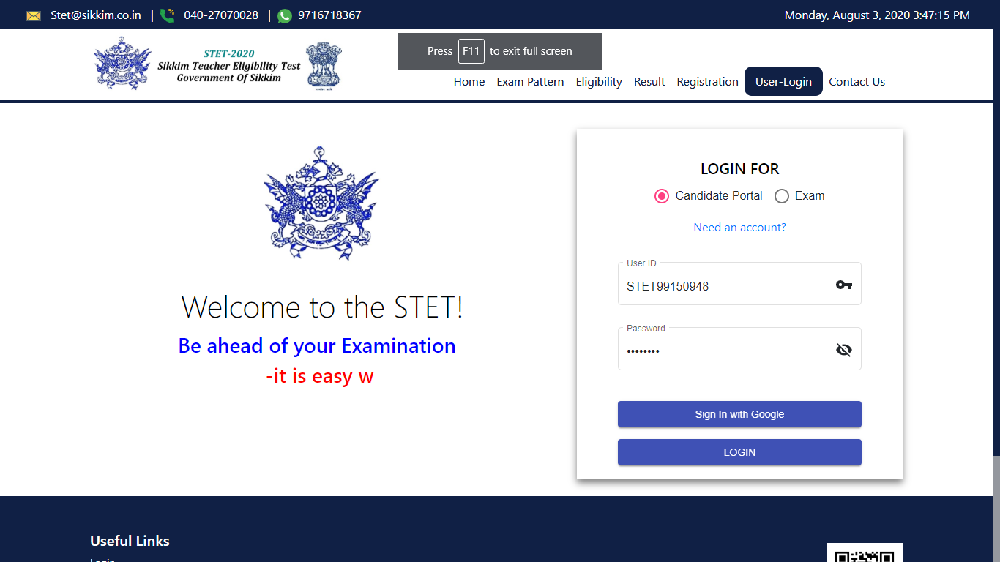 Stet@sikkim.co.in | 040-27070028 | 9716718367
Monday, August 3, 2020 3:47:15 PM
STET-2020
Sikkim Teacher Eligibility Test
Government Of Sikkim
Press F11 to exit full screen
Home Exam Pattern Eligibility Result Registration User-Login Contact Us
Welcome to the STET!
Be ahead of your Examination
-it is easy w
LOGIN FOR
Candidate Portal Exam
Need an account?
User ID
STET99150948
Password
••••••••
Sign In with Google
LOGIN
Useful Links
Login